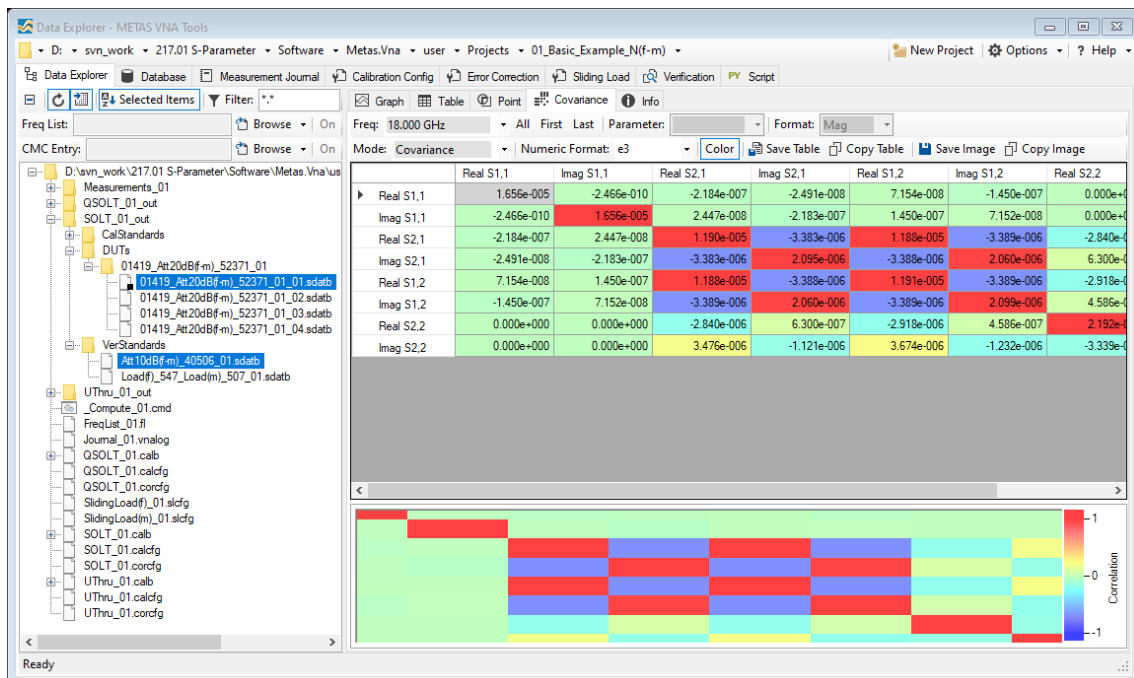 Data Explorer - METAS VNA Tools
D: svn_work 217.01 S-Parameter Software Metas.Vna user Projects 01_Basic_Example_N(f-m) New Project Options ? Help
Data Explorer Database Measurement Journal Calibration Config Error Correction Sliding Load Verification PY Script
Selected Items Filter: *.* Graph Table Point Covariance Info
Freq List: Browse On Freq: 18.000 GHz All First Last Parameter: Format: Mag
CMC Entry: Browse On Mode: Covariance Numeric Format: e3 Color Save Table Copy Table Save Image Copy Image
D:\svn_work\217.01 S-Parameter\Software\Metas.Vna\us
Measurements_01
QSOLT_01_out
SOLT_01_out
CalStandards
DUTs
01419_Att20dB(f-m)_52371_01
01419_Att20dB(f-m)_52371_01_01.sdatb
01419_Att20dB(f-m)_52371_01_02.sdatb
01419_Att20dB(f-m)_52371_01_03.sdatb
01419_Att20dB(f-m)_52371_01_04.sdatb
VerStandards
Att10dB(f-m)_40506_01.sdatb
Load(f)_547_Load(m)_507_01.sdatb
UThru_01_out
_Compute_01.cmd
FreqList_01.fl
Journal_01.vnalog
QSOLT_01.calb
QSOLT_01.calcfg
QSOLT_01.corcfg
SlidingLoad(f)_01.slcfg
SlidingLoad(m)_01.slcfg
SOLT_01.calb
SOLT_01.calcfg
SOLT_01.corcfg
UThru_01.calb
UThru_01.calcfg
UThru_01.corcfg
Real S1,1 Imag S1,1 Real S2,1 Imag S2,1 Real S1,2 Imag S1,2 Real S2,2
Real S1,1 1.656e-005 -2.466e-010 -2.184e-007 -2.491e-008 7.154e-008 -1.450e-007 0.000e+0
Imag S1,1 -2.466e-010 1.656e-005 2.447e-008 -2.183e-007 1.450e-007 7.152e-008 0.000e+0
Real S2,1 -2.184e-007 2.447e-008 1.190e-005 -3.383e-006 1.188e-005 -3.389e-006 -2.840e-0
Imag S2,1 -2.491e-008 -2.183e-007 -3.383e-006 2.095e-006 -3.388e-006 2.060e-006 6.300e-0
Real S1,2 7.154e-008 1.450e-007 1.188e-005 -3.388e-006 1.191e-005 -3.389e-006 -2.918e-0
Imag S1,2 -1.450e-007 7.152e-008 -3.389e-006 2.060e-006 -3.389e-006 2.099e-006 4.586e-0
Real S2,2 0.000e+000 0.000e+000 -2.840e-006 6.300e-007 -2.918e-006 4.586e-007 2.192e-0
Imag S2,2 0.000e+000 0.000e+000 3.476e-006 -1.121e-006 3.674e-006 -1.232e-006 -3.339e-0
1
0
-1
Correlation
Ready